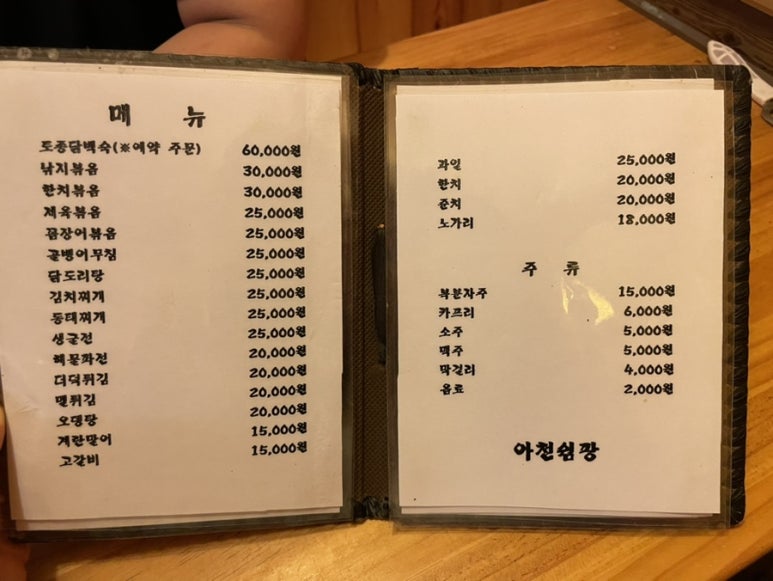 메 뉴
토종닭백숙(※예약 주문) 60,000원
낚지볶음 30,000원
한치볶음 30,000원
제육볶음 25,000원
꼼장어볶음 25,000원
골벵이무침 25,000원
닭도리탕 25,000원
김치찌개 25,000원
동태찌개 25,000원
생굴전 25,000원
해물파전 20,000원
더덕튀김 20,000원
멜튀김 20,000원
오뎅탕 20,000원
계란말이 15,000원
고갈비 15,000원
과일 25,000원
한치 20,000원
준치 20,000원
노가리 18,000원
주 류
복분자주 15,000원
카프리 6,000원
소주 5,000원
맥주 5,000원
막걸리 4,000원
음료 2,000원
아천쉼팡